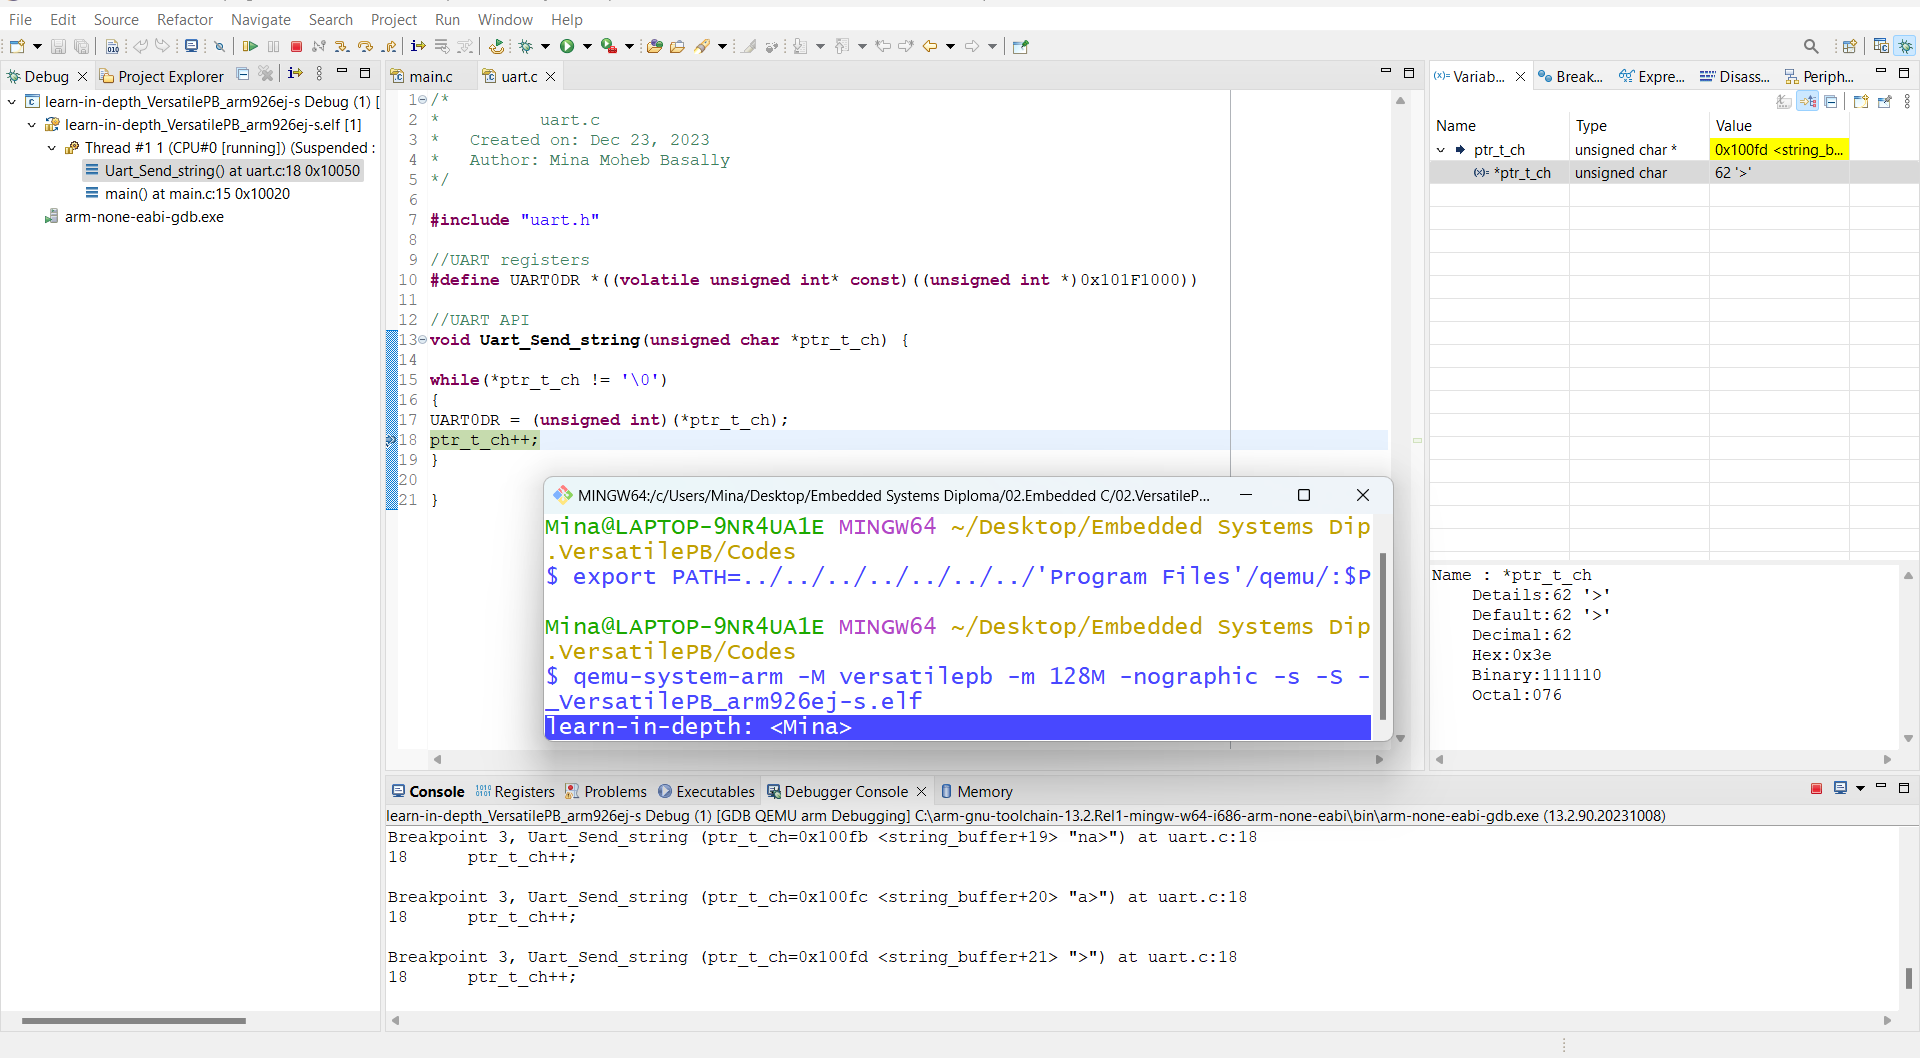 File Edit Source Refactor Navigate Search Project Run Window Help
Debug Project Explorer
learn-in-depth_VersatilePB_arm926ej-s Debug (1) [
learn-in-depth_VersatilePB_arm926ej-s.elf [1]
Thread #1 1 (CPU#0 [running]) (Suspended :
Uart_Send_string() at uart.c:18 0x10050
main() at main.c:15 0x10020
arm-none-eabi-gdb.exe
main.c uart.c
1 /*
2 * uart.c
3 * Created on: Dec 23, 2023
4 * Author: Mina Moheb Basally
5 */
6
7 #include "uart.h"
8
9 //UART registers
10 #define UART0DR *((volatile unsigned int* const)((unsigned int *)0x101F1000))
11
12 //UART API
13 void Uart_Send_string(unsigned char *ptr_t_ch) {
14
15 while(*ptr_t_ch != '\0')
16 {
17 UART0DR = (unsigned int)(*ptr_t_ch);
18 ptr_t_ch++;
19 }
20
21 }
MINGW64:/c/Users/Mina/Desktop/Embedded Systems Diploma/02.Embedded C/02.VersatileP...
Mina@LAPTOP-9NR4UA1E MINGW64 ~/Desktop/Embedded Systems Dip
.VersatilePB/Codes
$ export PATH=../../../../../../../'Program Files'/qemu/:$P
Mina@LAPTOP-9NR4UA1E MINGW64 ~/Desktop/Embedded Systems Dip
.VersatilePB/Codes
$ qemu-system-arm -M versatilepb -m 128M -nographic -s -S -
_VersatilePB_arm926ej-s.elf
learn-in-depth: <Mina>
Variab... Break... Expre... Disass... Periph...
Name Type Value
ptr_t_ch unsigned char * 0x100fd <string_b...
*ptr_t_ch unsigned char 62 '>'
Name : *ptr_t_ch
Details:62 '>'
Default:62 '>'
Decimal:62
Hex:0x3e
Binary:111110
Octal:076
Console Registers Problems Executables Debugger Console Memory
learn-in-depth_VersatilePB_arm926ej-s Debug (1) [GDB QEMU arm Debugging] C:\arm-gnu-toolchain-13.2.Rel1-mingw-w64-i686-arm-none-eabi\bin\arm-none-eabi-gdb.exe (13.2.90.20231008)
Breakpoint 3, Uart_Send_string (ptr_t_ch=0x100fb <string_buffer+19> "na>") at uart.c:18
18 ptr_t_ch++;
Breakpoint 3, Uart_Send_string (ptr_t_ch=0x100fc <string_buffer+20> "a>") at uart.c:18
18 ptr_t_ch++;
Breakpoint 3, Uart_Send_string (ptr_t_ch=0x100fd <string_buffer+21> ">") at uart.c:18
18 ptr_t_ch++;